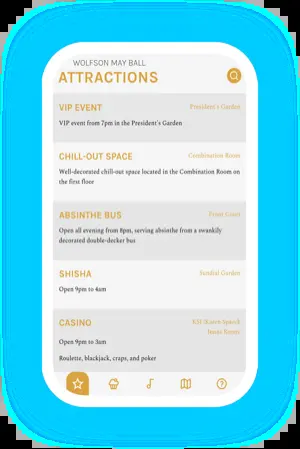 WOLFSON MAY BALL
ATTRACTIONS
VIP EVENT
President's Garden
VIP event from 7pm in the President's Garden
CHILL-OUT SPACE
Combination Room
Well-decorated chill-out space located in the Combination Room on
the first floor
ABSINTHE BUS
Front Court
Open all evening from 8pm, serving absinthe from a swankily
decorated double-decker bus
SHISHA
Sundial Garden
Open 9pm to 4am
CASINO
Room
Open 9pm to 3am
Roulette, blackjack, craps, and poker